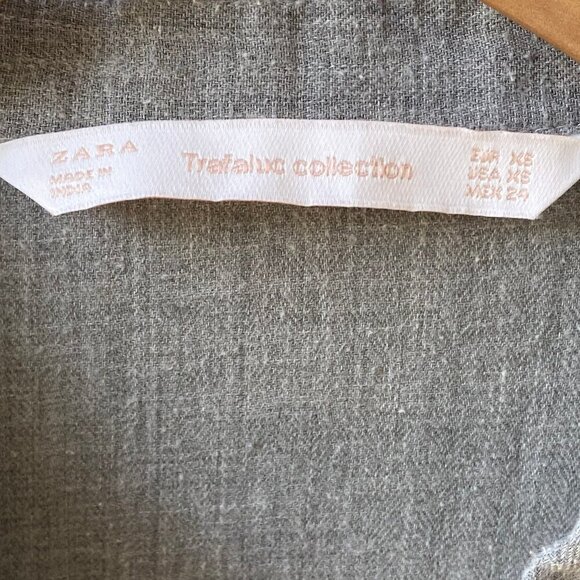 ZARA
MADE IN
INDIA
Trafaluc collection
EUR XS
USA XS
MEX 24